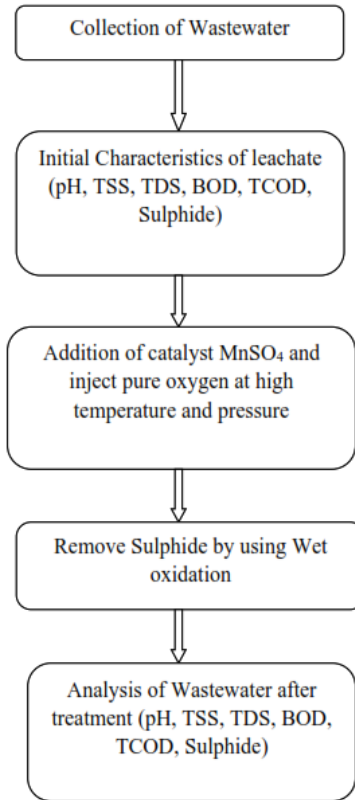 Collection of Wastewater
Initial Characteristics of leachate
(pH, TSS, TDS, BOD, TCOD,
Sulphide)
Addition of catalyst MnSO₄ and
inject pure oxygen at high
temperature and pressure
Remove Sulphide by using Wet
oxidation
Analysis of Wastewater after
treatment (pH, TSS, TDS, BOD,
TCOD, Sulphide)